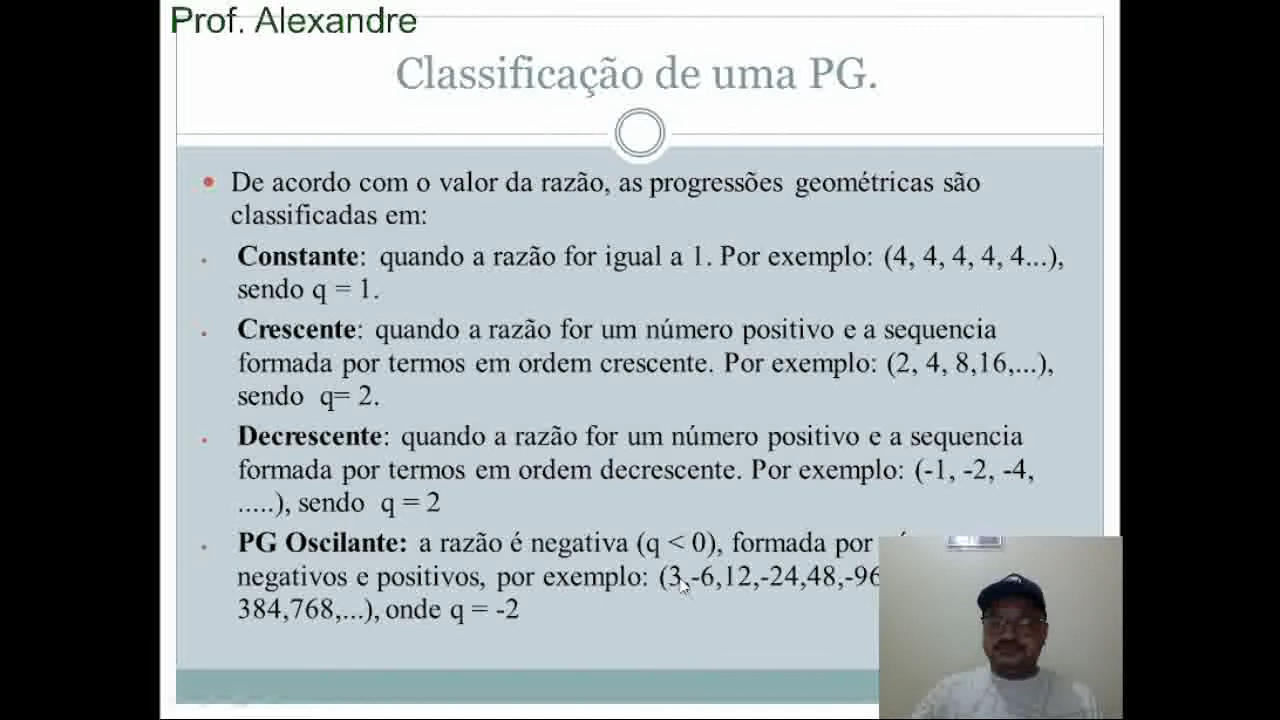 Prof. Alexandre
Classificação de uma PG.
De acordo com o valor da razão, as progressões geométricas são
classificadas em:
Constante: quando a razão for igual a 1. Por exemplo: (4, 4, 4, 4, 4...),
sendo q = 1.
Crescente: quando a razão for um número positivo e a sequencia
formada por termos em ordem crescente. Por exemplo: (2, 4, 8,16,...),
sendo q= 2.
Decrescente: quando a razão for um número positivo e a sequencia
formada por termos em ordem decrescente. Por exemplo: (-1, -2, -4,
.....), sendo q = 2
PG Oscilante: a razão é negativa (q < 0), formada por
negativos e positivos, por exemplo: (3,-6,12,-24,48,-96
384,768,...), onde q = -2